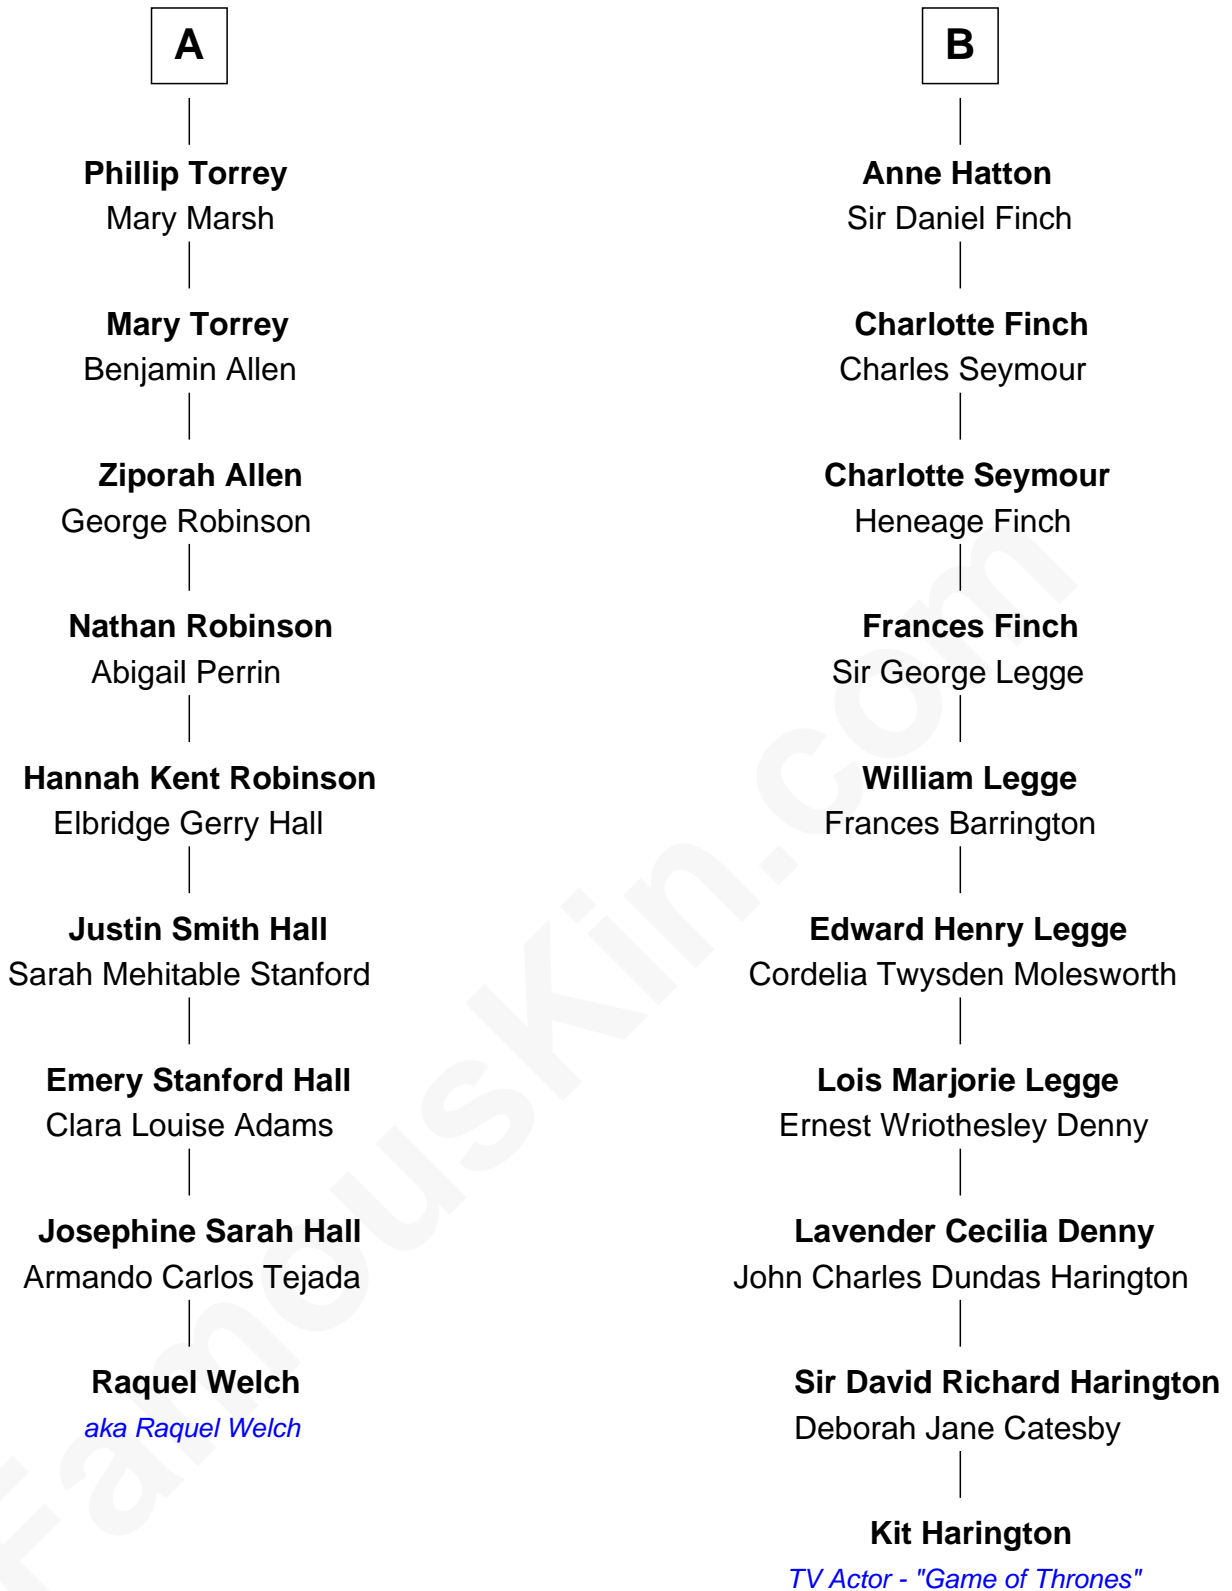 A
Phillip Torrey
Mary Marsh
Mary Torrey
Benjamin Allen
Ziporah Allen
George Robinson
Nathan Robinson
Abigail Perrin
Hannah Kent Robinson
Elbridge Gerry Hall
Justin Smith Hall
Sarah Mehitable Stanford
Emery Stanford Hall
Clara Louise Adams
Josephine Sarah Hall
Armando Carlos Tejada
Raquel Welch
aka Raquel Welch
B
Anne Hatton
Sir Daniel Finch
Charlotte Finch
Charles Seymour
Charlotte Seymour
Heneage Finch
Frances Finch
Sir George Legge
William Legge
Frances Barrington
Edward Henry Legge
Cordelia Twysden Molesworth
Lois Marjorie Legge
Ernest Wriothesley Denny
Lavender Cecilia Denny
John Charles Dundas Harington
Sir David Richard Harington
Deborah Jane Catesby
Kit Harington
TV Actor - "Game of Thrones"
FamousKin.com